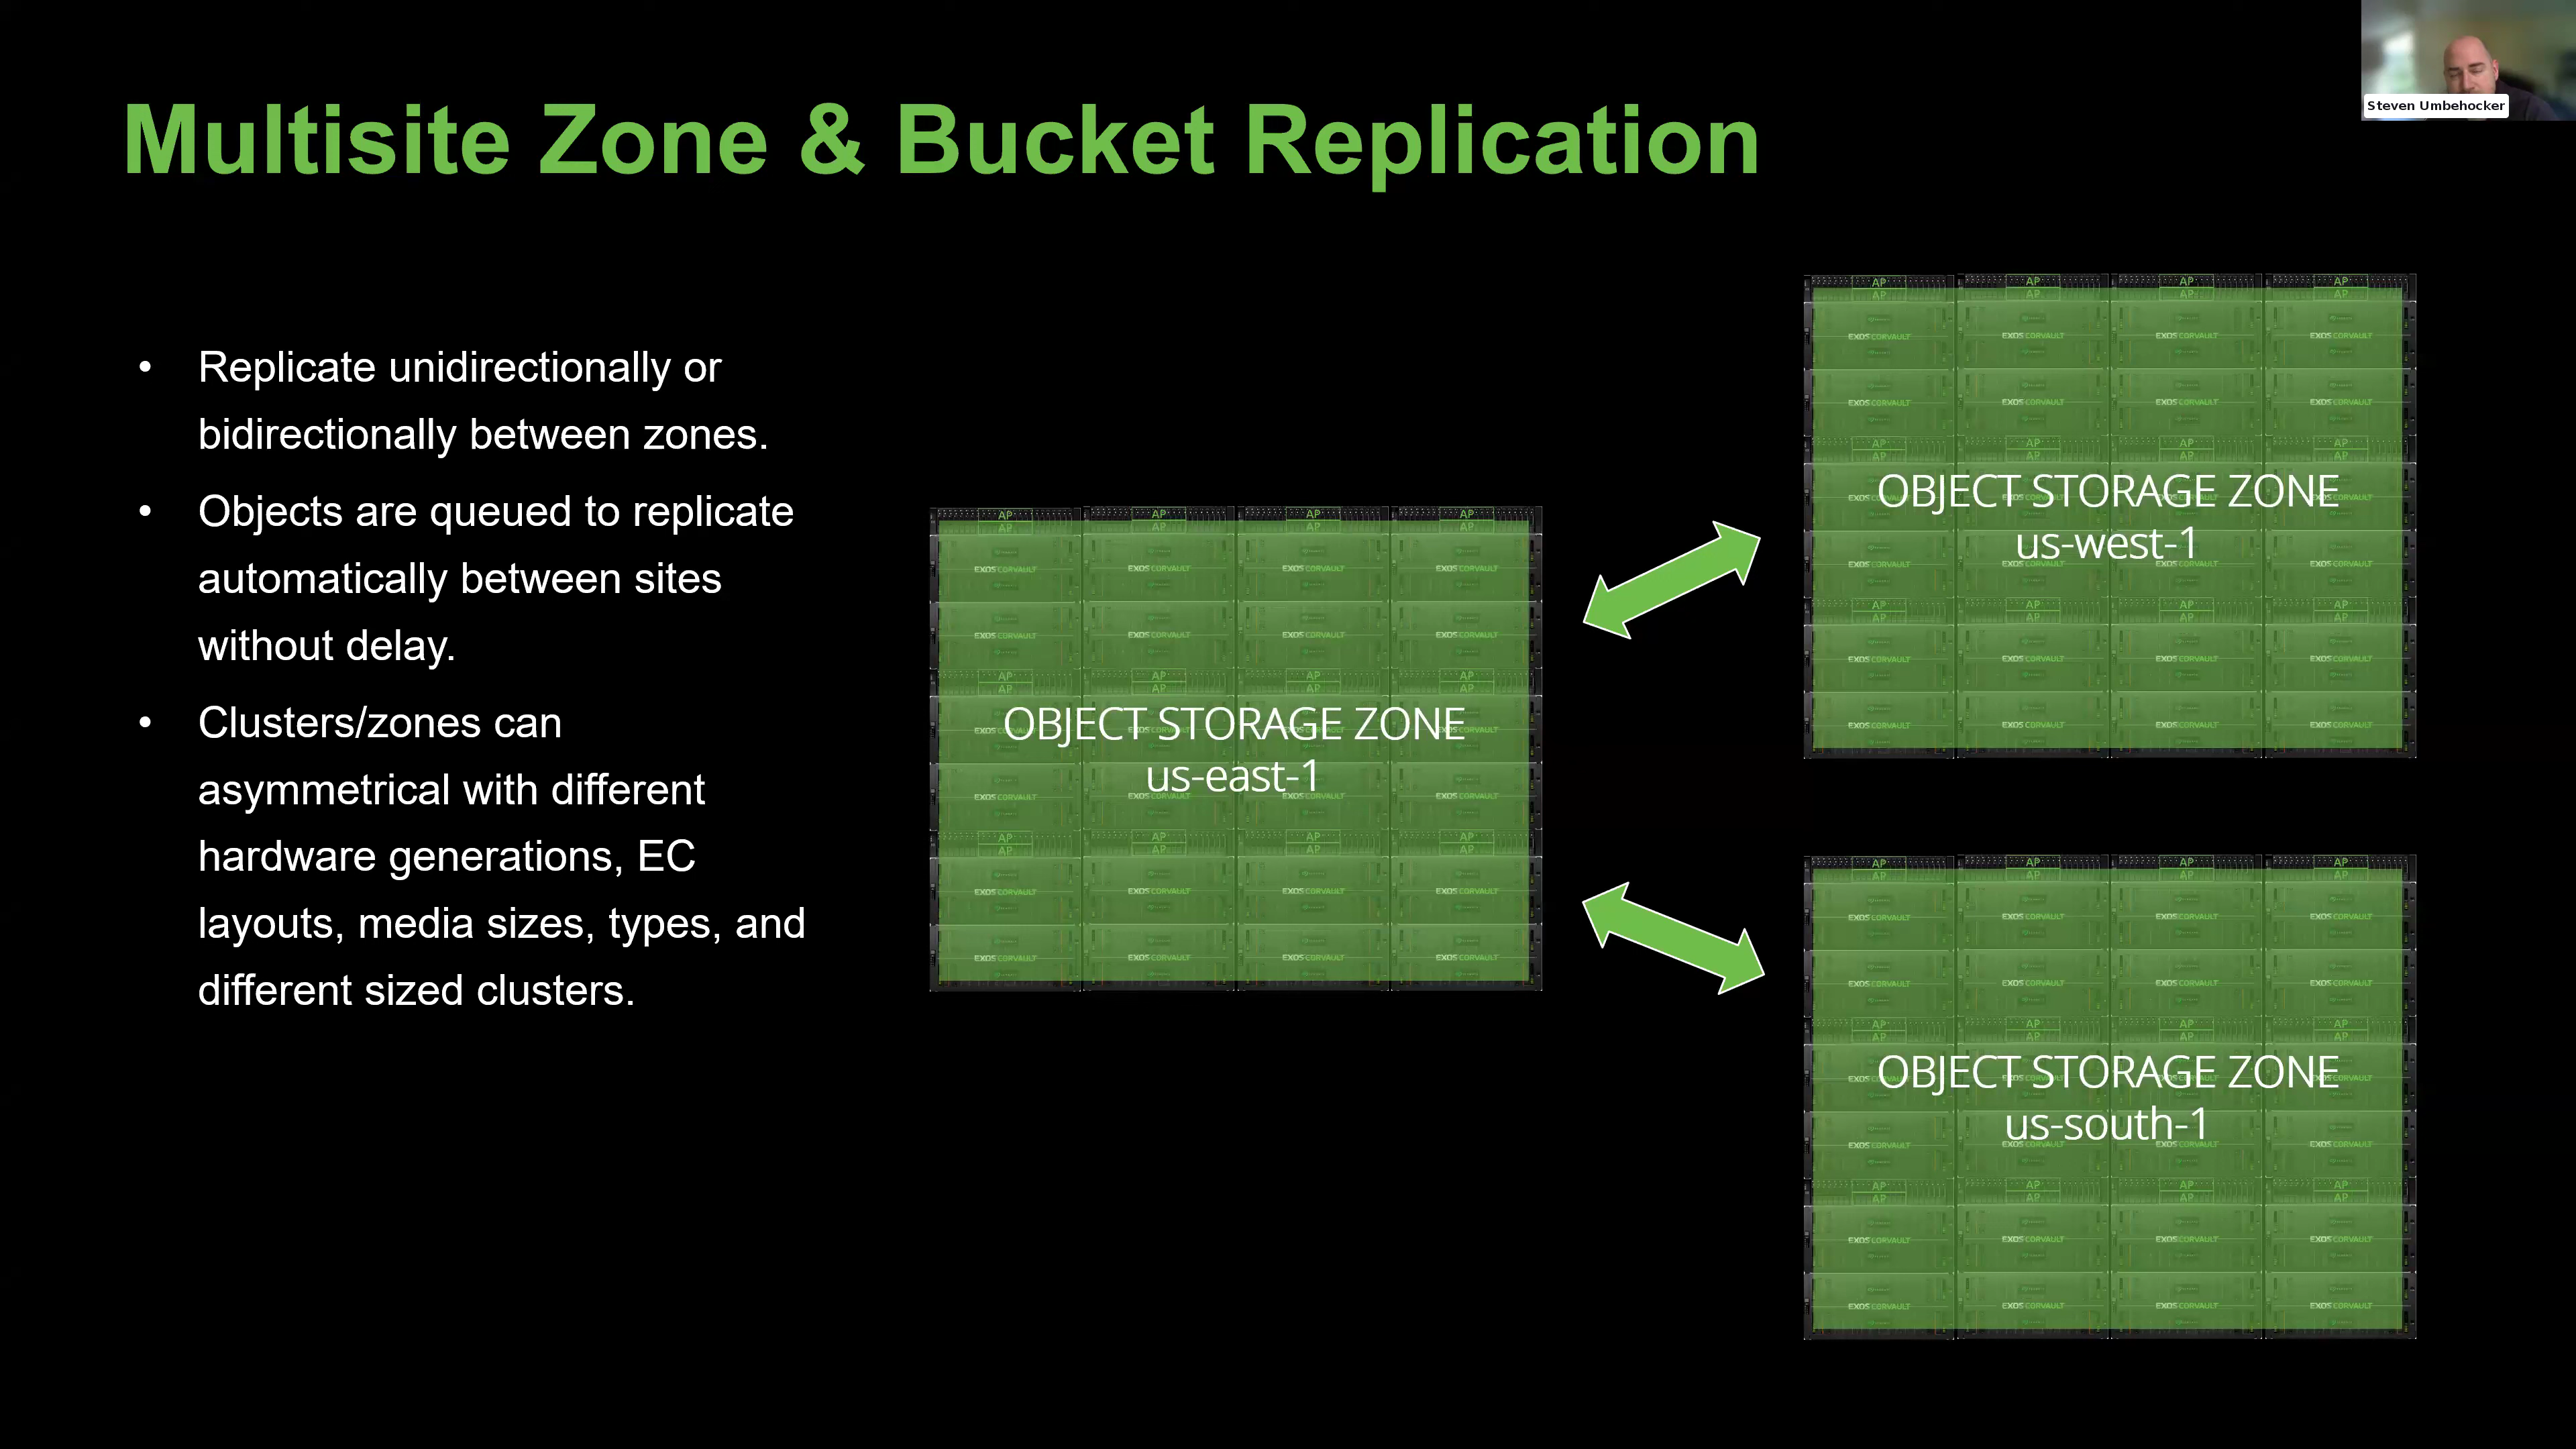 Multisite Zone & Bucket Replication
Steven Umbehocker
• Replicate unidirectionally or
bidirectionally between zones.
• Objects are queued to replicate
automatically between sites
without delay.
• Clusters/zones can
asymmetrical with different
hardware generations, EC
layouts, media sizes, types, and
different sized clusters.
OBJECT STORAGE ZONE
us-east-1
OBJECT STORAGE ZONE
us-west-1
OBJECT STORAGE ZONE
us-south-1
AP
EXOS CORVAULT